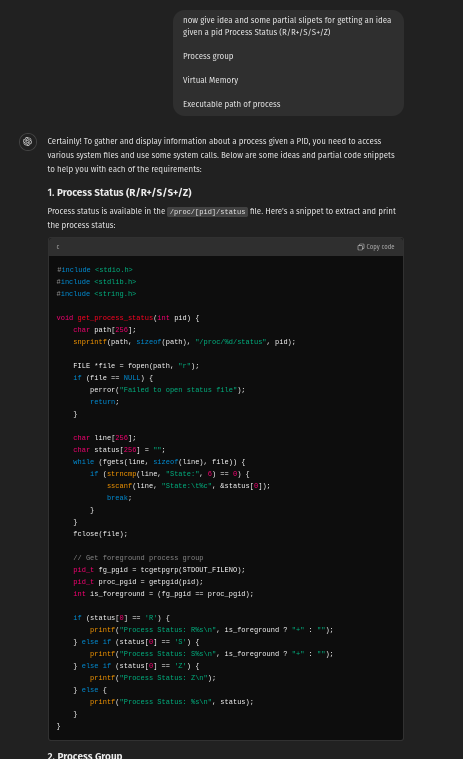 now give idea and some partial slipets for getting an idea
given a pid Process Status (R/R+/S/S+/Z)
Process group
Virtual Memory
Executable path of process
Certainly! To gather and display information about a process given a PID, you need to access
various system files and use some system calls. Below are some ideas and partial code snippets
to help you with each of the requirements:
1. Process Status (R/R+/S/S+/Z)
Process status is available in the /proc/[pid]/status file. Here's a snippet to extract and print
the process status:
c
Copy code
#include <stdio.h>
#include <stdlib.h>
#include <string.h>
void get_process_status(int pid) {
    char path[256];
    snprintf(path, sizeof(path), "/proc/%d/status", pid);
    FILE *file = fopen(path, "r");
    if (file == NULL) {
        perror("Failed to open status file");
        return;
    }
    char line[256];
    char status[256] = "";
    while (fgets(line, sizeof(line), file)) {
        if (strncmp(line, "State:", 6) == 0) {
            sscanf(line, "State:\t%c", &status[0]);
            break;
        }
    }
    fclose(file);
    // Get foreground process group
    pid_t fg_pgid = tcgetpgrp(STDOUT_FILENO);
    pid_t proc_pgid = getpgid(pid);
    int is_foreground = (fg_pgid == proc_pgid);
    if (status[0] == 'R') {
        printf("Process Status: R%s\n", is_foreground ? "+" : "");
    } else if (status[0] == 'S') {
        printf("Process Status: S%s\n", is_foreground ? "+" : "");
    } else if (status[0] == 'Z') {
        printf("Process Status: Z\n");
    } else {
        printf("Process Status: %s\n", status);
    }
}
2. Process Group